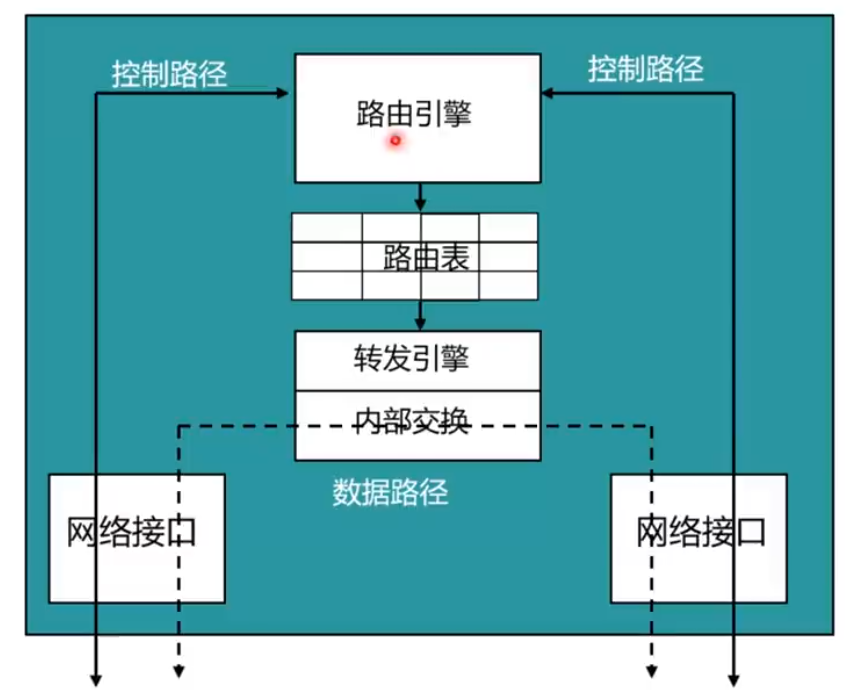 控制路径
控制路径
路由引擎
路由表
转发引擎
内部交换
数据路径
网络接口
网络接口